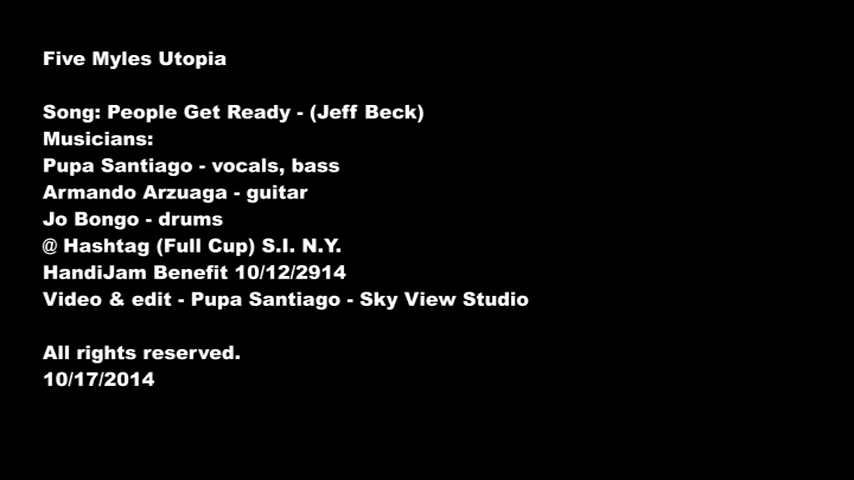 Five Myles Utopia
Song: People Get Ready - (Jeff Beck)
Musicians:
Pupa Santiago - vocals, bass
Armando Arzuaga - guitar
Jo Bongo - drums
@ Hashtag (Full Cup) S.I. N.Y.
HandiJam Benefit 10/12/2914
Video & edit - Pupa Santiago - Sky View Studio
All rights reserved.
10/17/2014